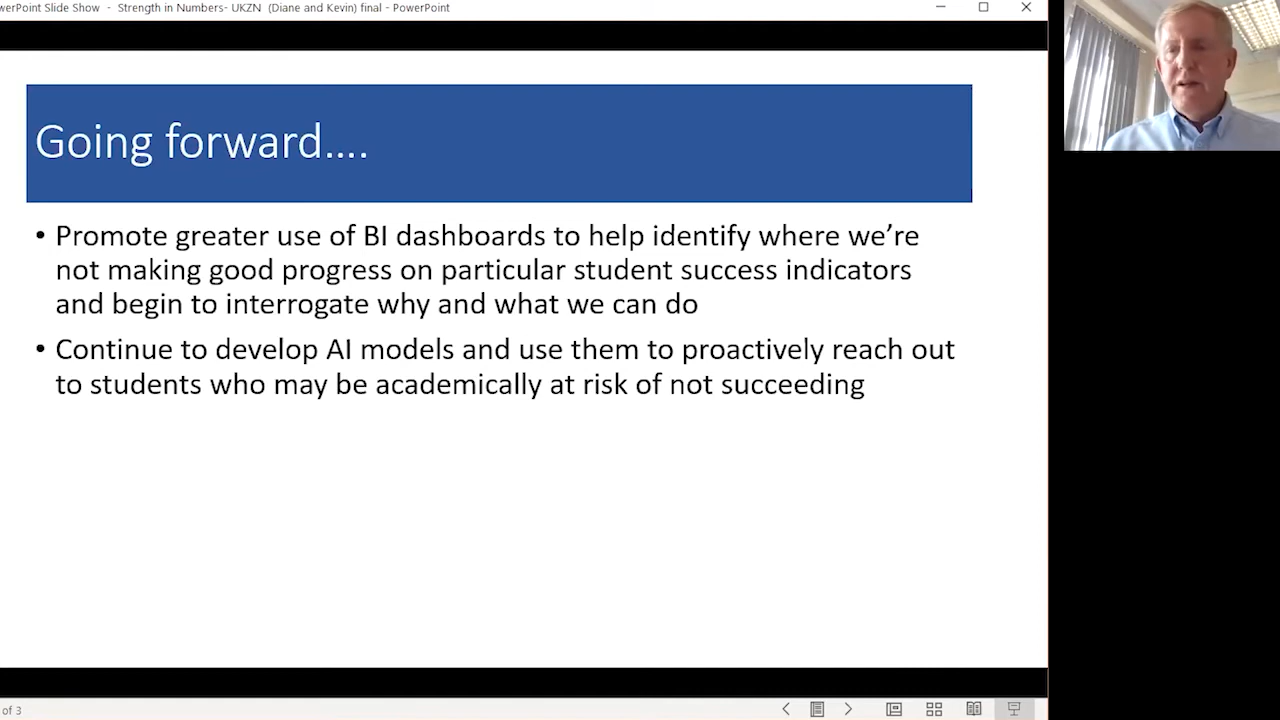 werPoint Slide Show - Strength in Numbers- UKZN (Diane and Kevin) final - PowerPoint
Going forward....
• Promote greater use of BI dashboards to help identify where we’re
not making good progress on particular student success indicators
and begin to interrogate why and what we can do
• Continue to develop AI models and use them to proactively reach out
to students who may be academically at risk of not succeeding
of 3